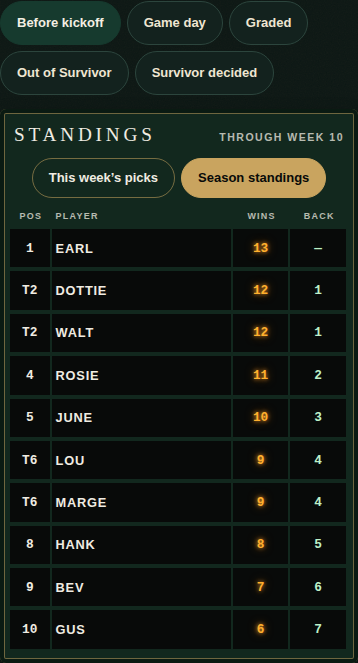 Before kickoff Game day Graded
Out of Survivor Survivor decided
STANDINGS THROUGH WEEK 10
This week's picks Season standings
POS PLAYER WINS BACK
1 EARL 13 —
T2 DOTTIE 12 1
T2 WALT 12 1
4 ROSIE 11 2
5 JUNE 10 3
T6 LOU 9 4
T6 MARGE 9 4
8 HANK 8 5
9 BEV 7 6
10 GUS 6 7